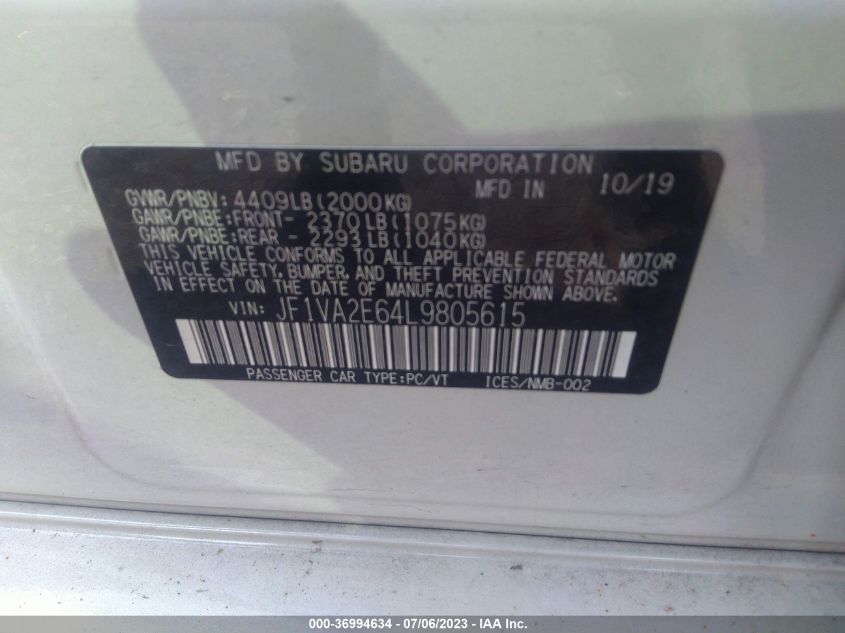 MFD BY SUBARU CORPORATION
MFD IN 10/19
GVWR/PNBV: 4409LB(2000KG)
GAWR/PNBE:FRONT- 2370LB(1075KG)
GAWR/PNBE:REAR - 2293LB(1040KG)
THIS VEHICLE CONFORMS TO ALL APPLICABLE FEDERAL MOTOR
VEHICLE SAFETY, BUMPER, AND THEFT PREVENTION STANDARDS
IN EFFECT ON THE DATE OF MANUFACTURE SHOWN ABOVE.
VIN: JF1VA2E64L9805615
PASSENGER CAR TYPE:PC/VT ICES/NMB-002
000-36994634 - 07/06/2023 - IAA Inc.